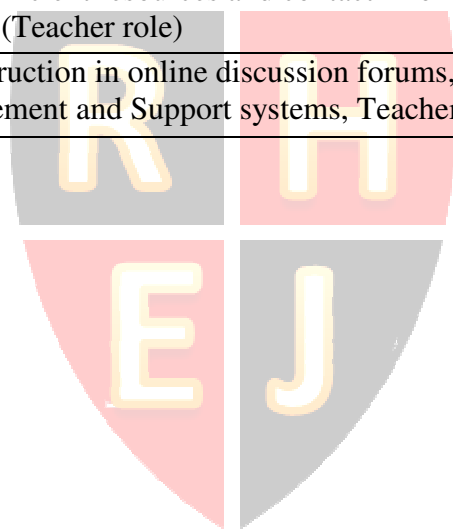 (Teacher role)
ruction in online discussion forums,
ement and Support systems, Teacher
R H
E J